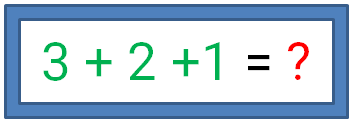 3 + 2 +1 = ?